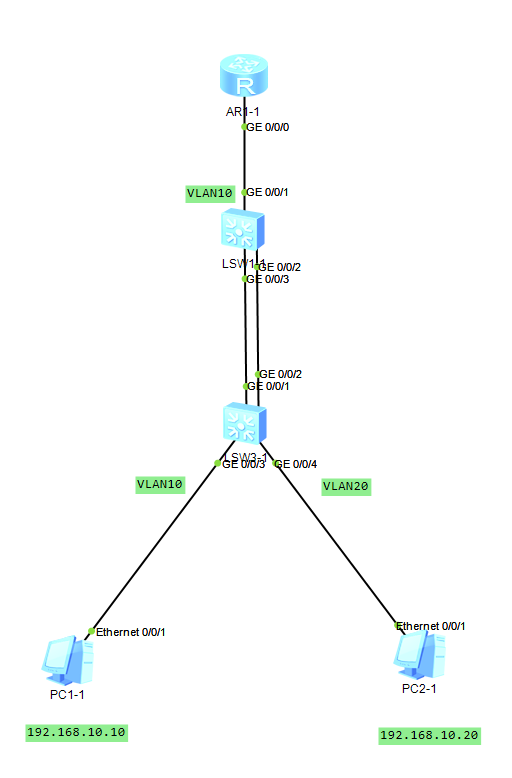 R
AR1-1
GE 0/0/0
GE 0/0/1
VLAN10
LSW1-1
GE 0/0/2
GE 0/0/3
GE 0/0/2
GE 0/0/1
LSW3-1
GE 0/0/3
GE 0/0/4
VLAN10
VLAN20
Ethernet 0/0/1
Ethernet 0/0/1
PC1-1
PC2-1
192.168.10.10
192.168.10.20